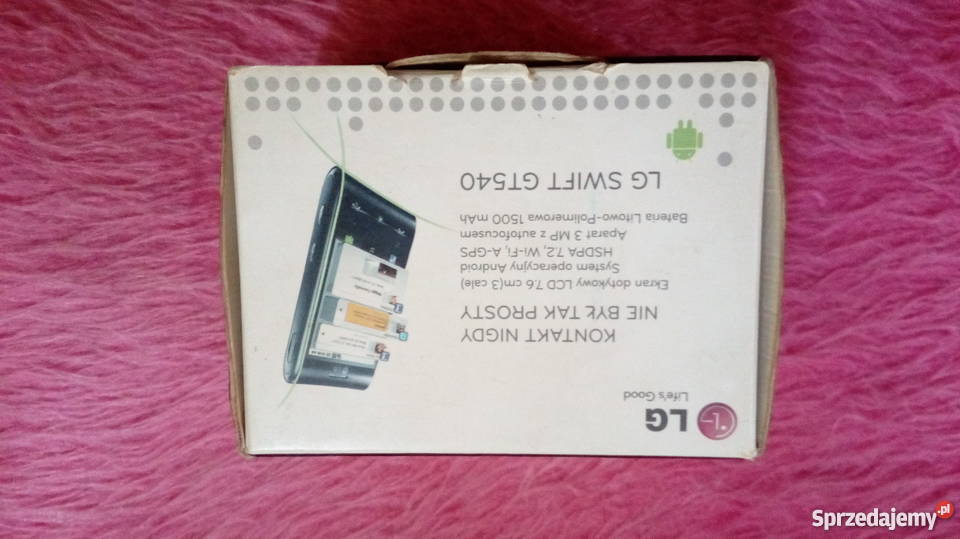 LG
Life's Good
KONTAKT NIGDY
NIE BYŁ TAK PROSTY
Ekran dotykowy LCD 7.6 cm(3 cale)
System operacyjny Android
HSDPA 7.2, Wi-Fi, A-GPS
Aparat 3 MP z autofocusem
Bateria Litowo-Polimerowa 1500 mAh
LG SWIFT GT540
Sprzedajemy.pl